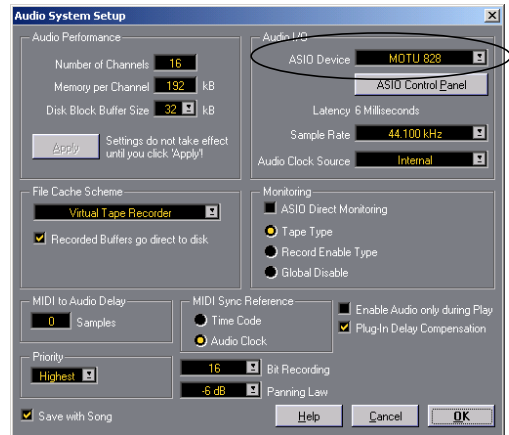 Audio System Setup
Audio Performance
Number of Channels 16
Memory per Channel 192 kB
Disk Block Buffer Size 32 kB
Apply
Settings do not take effect
until you click 'Apply'!
Audio I/O
ASIO Device MOTU 828
ASIO Control Panel
Latency 6 Milliseconds
Sample Rate 44.100 kHz
Audio Clock Source Internal
File Cache Scheme
Virtual Tape Recorder
Recorded Buffers go direct to disk
Monitoring
ASIO Direct Monitoring
Tape Type
Record Enable Type
Global Disable
MIDI to Audio Delay
0 Samples
MIDI Sync Reference
Time Code
Audio Clock
Enable Audio only during Play
Plug-In Delay Compensation
Priority
Highest
16 Bit Recording
-6 dB Panning Law
Save with Song
Help
Cancel
OK